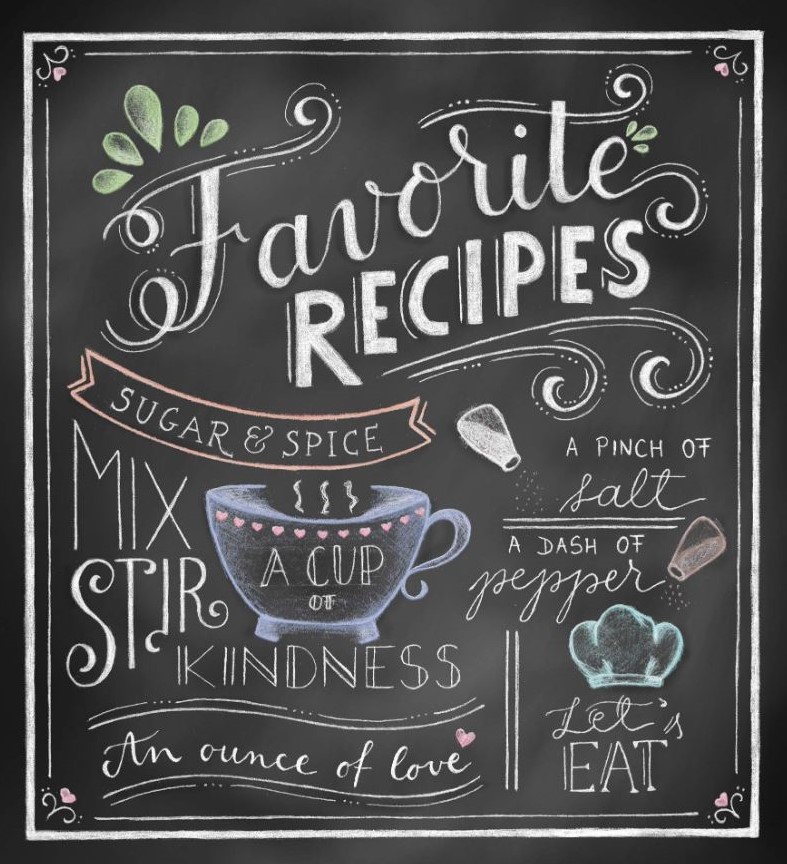 Favorite
RECIPES
SUGAR & SPICE
MIX
STIR
A CUP
OF
KINDNESS
An ounce of love
A PINCH OF
salt
A DASH OF
pepper
Let's
EAT